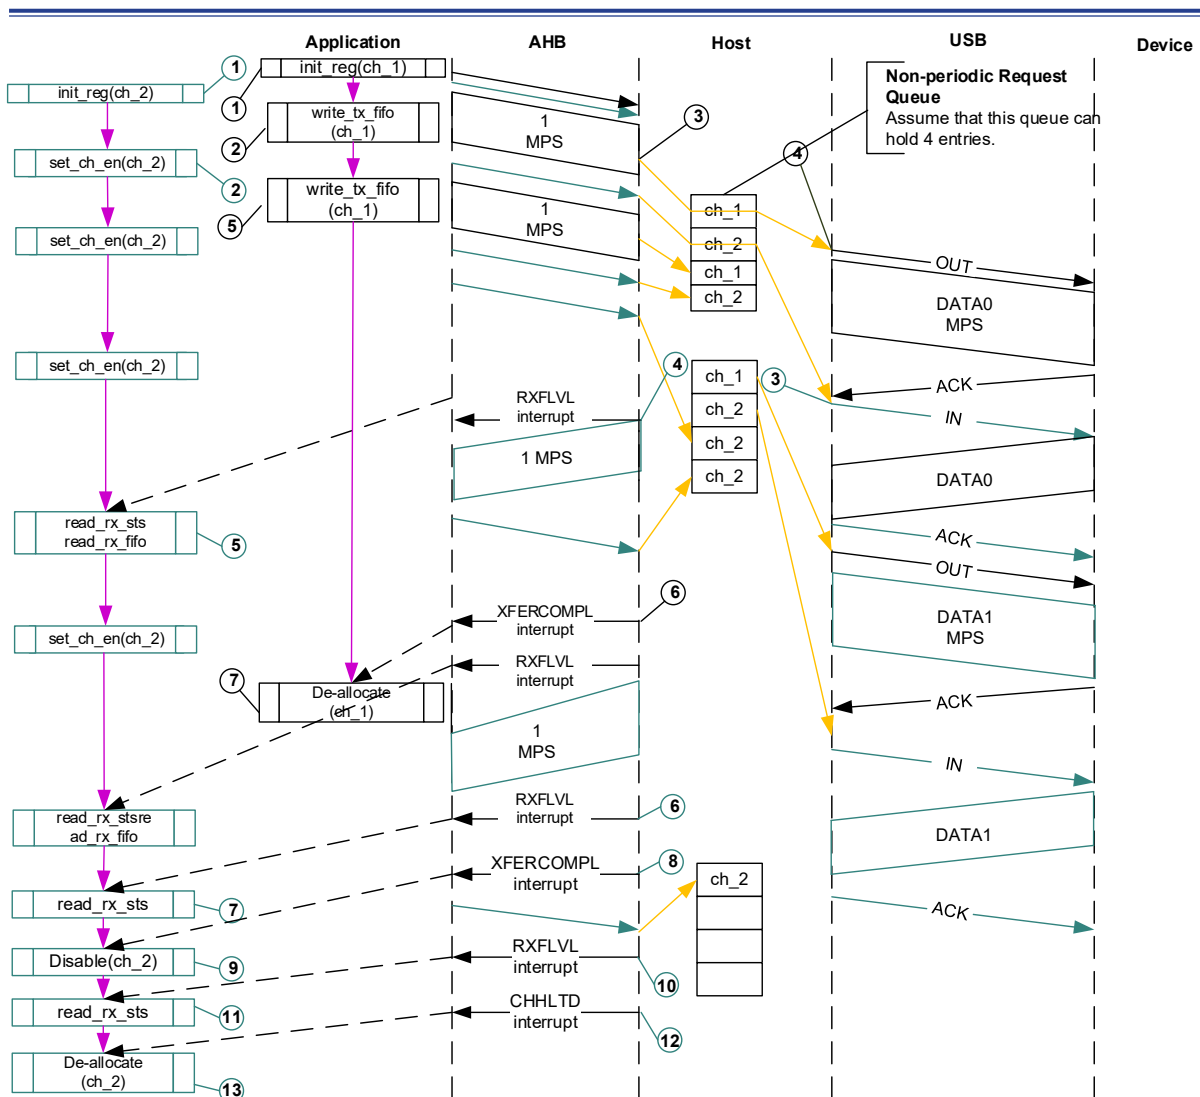 Application
AHB
Host
USB
Device
1
init_reg(ch_1)
Non-periodic Request
Queue
Assume that this queue can
hold 4 entries.
init_reg(ch_2)
1
write_tx_fifo
(ch_1)
1
MPS
3
2
4
set_ch_en(ch_2)
2
write_tx_fifo
(ch_1)
5
1
MPS
ch_1
ch_2
ch_1
ch_2
set_ch_en(ch_2)
OUT
DATA0
MPS
set_ch_en(ch_2)
4
ch_1
ch_2
ch_2
ch_2
3
ACK
RXFLVL
interrupt
IN
1 MPS
DATA0
read_rx_sts
read_rx_fifo
5
ACK
OUT
6
XFERCOMPL
interrupt
DATA1
MPS
set_ch_en(ch_2)
RXFLVL
interrupt
7
De-allocate
(ch_1)
ACK
1
MPS
IN
read_rx_stsre
ad_rx_fifo
RXFLVL
interrupt
6
DATA1
XFERCOMPL
interrupt
8
ch_2
read_rx_sts
7
ACK
Disable(ch_2)
9
RXFLVL
interrupt
10
read_rx_sts
11
CHHLTD
interrupt
12
De-allocate
(ch_2)
13